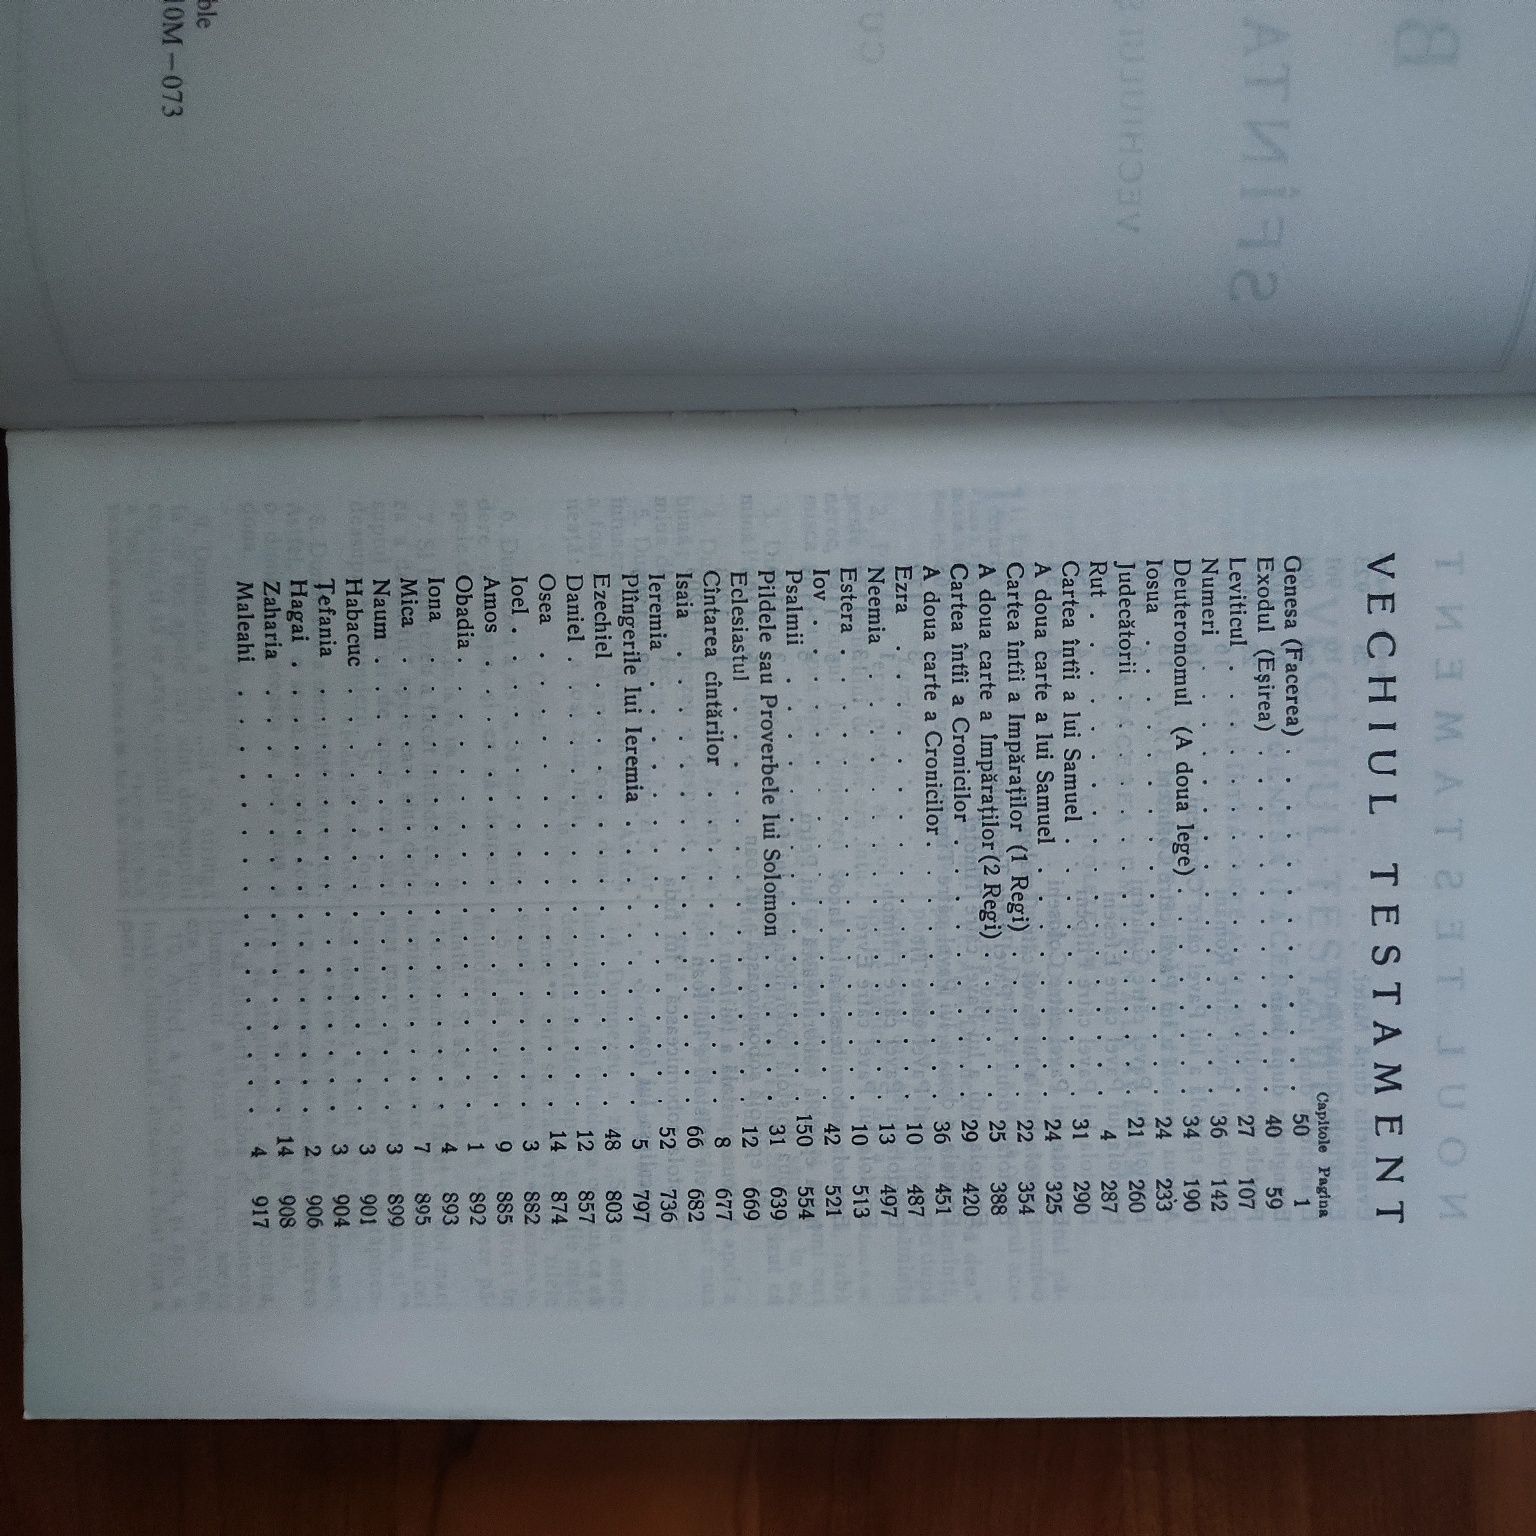 ble
10M — 073
VECHIUL TESTAMENT
Capitole Pagina
Genesa (Facerea) . . . . . . . . . . . . . 50 1
Exodul (Eșirea) . . . . . . . . . . . . . 40 59
Leviticul . . . . . . . . . . . . . . . . 27 107
Numeri . . . . . . . . . . . . . . . . 36 142
Deuteronomul (A doua lege) . . . . . . . . 34 190
Iosua . . . . . . . . . . . . . . . . . 24 233
Judecătorii . . . . . . . . . . . . . . . 21 260
Rut . . . . . . . . . . . . . . . . . . 4 287
Cartea întîi a lui Samuel . . . . . . . . . . 31 290
A doua carte a lui Samuel . . . . . . . . . 24 325
Cartea întîi a Impăraților (1 Regi) . . . . . . 22 354
A doua carte a Împăraților (2 Regi) . . . . . . 25 388
Cartea întîi a Cronicilor . . . . . . . . . . 29 420
A doua carte a Cronicilor . . . . . . . . . . 36 451
Ezra . . . . . . . . . . . . . . . . . 10 487
Neemia . . . . . . . . . . . . . . . . 13 497
Estera . . . . . . . . . . . . . . . . . 10 513
Iov . . . . . . . . . . . . . . . . . . 42 521
Psalmii . . . . . . . . . . . . . . . . 150 554
Pildele sau Proverbele lui Solomon . . . . . . 31 639
Eclesiastul . . . . . . . . . . . . . . . 12 669
Cîntarea cîntărilor . . . . . . . . . . . . 8 677
Isaia . . . . . . . . . . . . . . . . . 66 682
Ieremia . . . . . . . . . . . . . . . . 52 736
Plîngerile lui Ieremia . . . . . . . . . . . 5 797
Ezechiel . . . . . . . . . . . . . . . . 48 803
Daniel . . . . . . . . . . . . . . . . . 12 857
Osea . . . . . . . . . . . . . . . . . 14 874
Ioel . . . . . . . . . . . . . . . . . . 3 882
Amos . . . . . . . . . . . . . . . . . 9 885
Obadia . . . . . . . . . . . . . . . . . 1 892
Iona . . . . . . . . . . . . . . . . . 4 893
Mica . . . . . . . . . . . . . . . . . 7 895
Naum . . . . . . . . . . . . . . . . . 3 899
Habacuc . . . . . . . . . . . . . . . . 3 901
Țefania . . . . . . . . . . . . . . . . 3 904
Hagai . . . . . . . . . . . . . . . . . 2 906
Zaharia . . . . . . . . . . . . . . . . 14 908
Maleahi . . . . . . . . . . . . . . . . 4 917